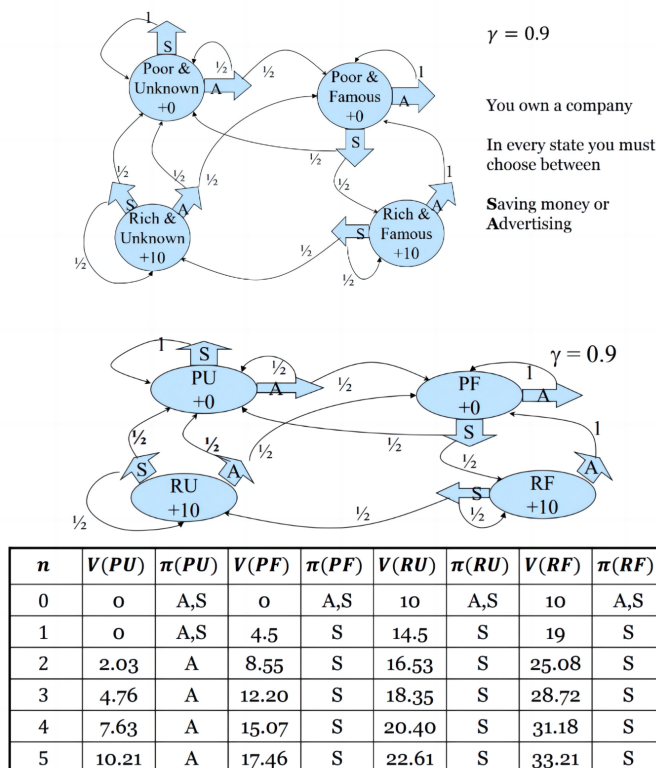 1
S
½
½
1
Poor &
Unknown
+0
A
Poor &
Famous
+0
A
S
½
½
½
½
½
1
S
A
Rich &
Unknown
+10
S
Rich &
Famous
+10
A
½
½
½
γ = 0.9
You own a company
In every state you must
choose between
Saving money or
Advertising
1
S
½
½
1
γ = 0.9
PU
+0
A
PF
+0
A
S
½
½
½
½
½
1
S
A
RU
+10
S
RF
+10
A
½
½
½
n V(PU) π(PU) V(PF) π(PF) V(RU) π(RU) V(RF) π(RF)
0 0 A,S 0 A,S 10 A,S 10 A,S
1 0 A,S 4.5 S 14.5 S 19 S
2 2.03 A 8.55 S 16.53 S 25.08 S
3 4.76 A 12.20 S 18.35 S 28.72 S
4 7.63 A 15.07 S 20.40 S 31.18 S
5 10.21 A 17.46 S 22.61 S 33.21 S